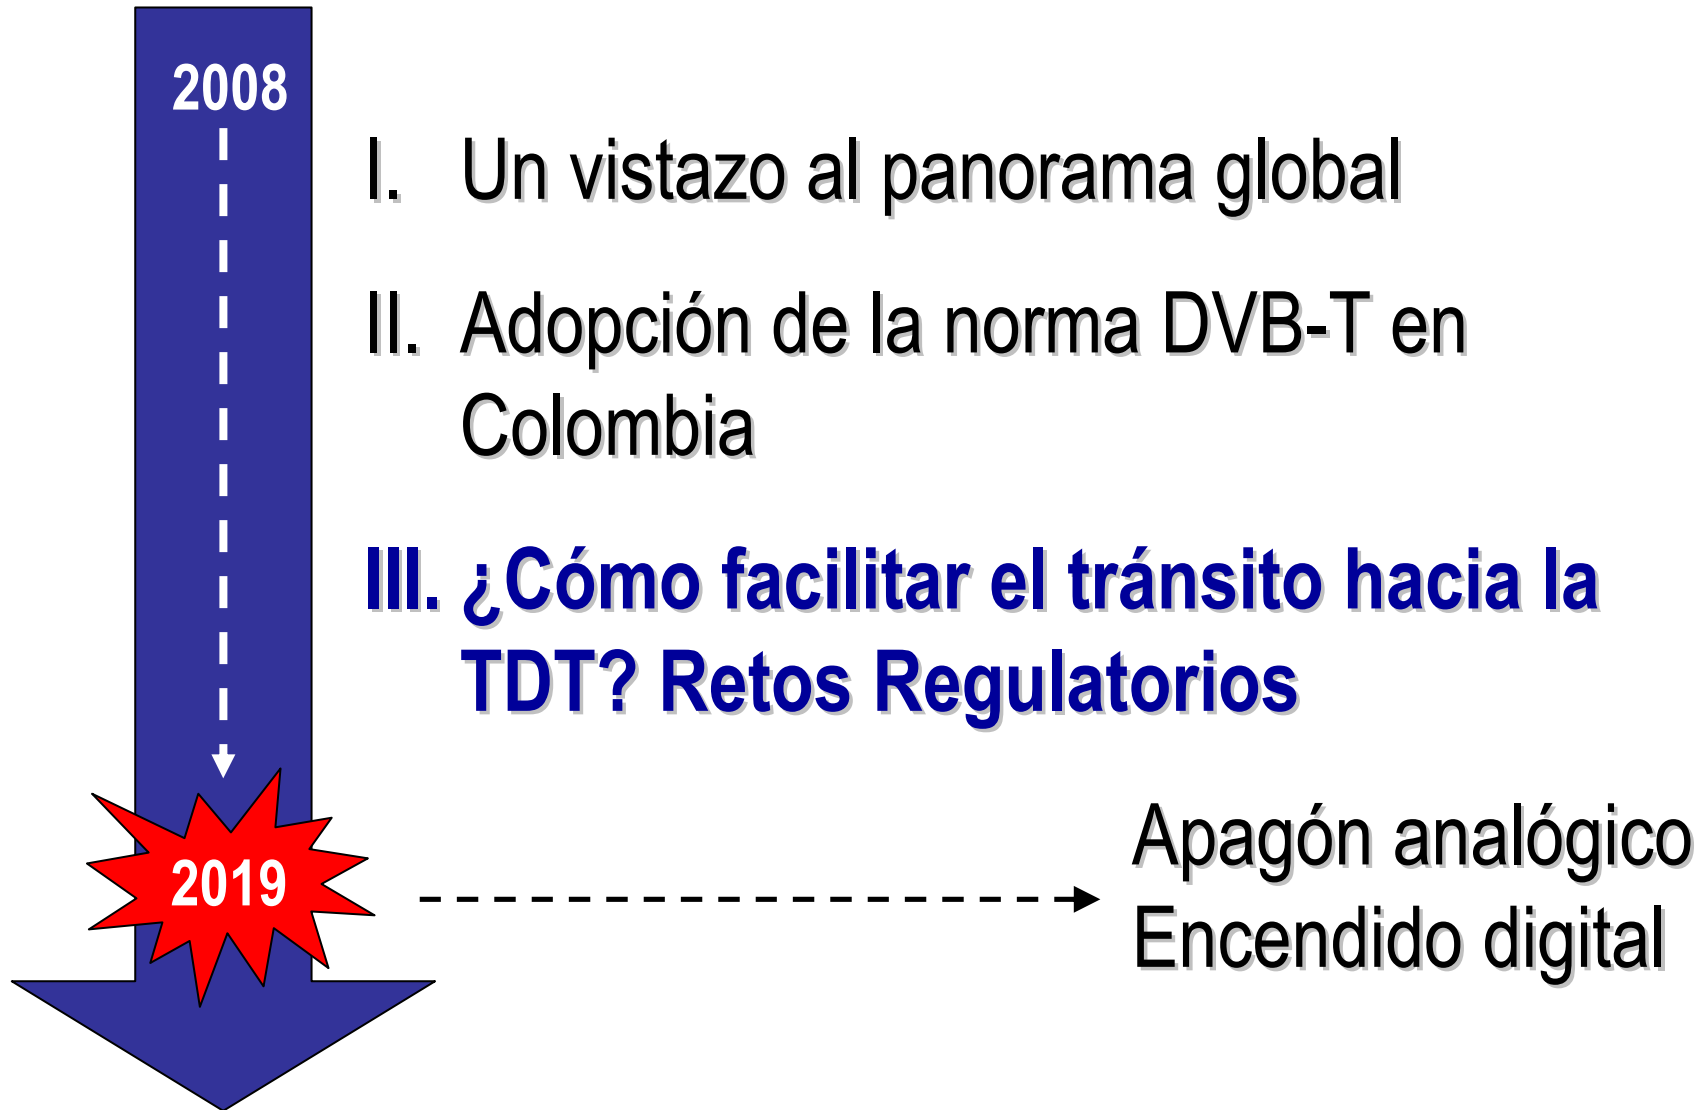 2008
I. Un vistazo al panorama global
II. Adopción de la norma DVB-T en
Colombia
III. ¿Cómo facilitar el tránsito hacia la
TDT? Retos Regulatorios
2019
Apagón analógico
Encendido digital